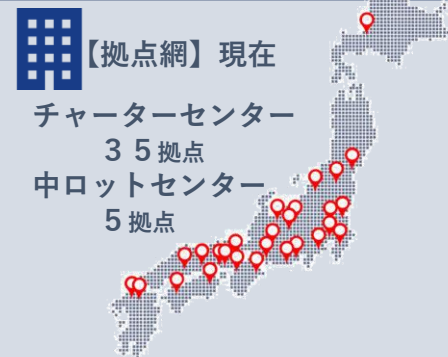 【拠点網】現在
チャーターセンター
３５拠点
中ロットセンター
5拠点